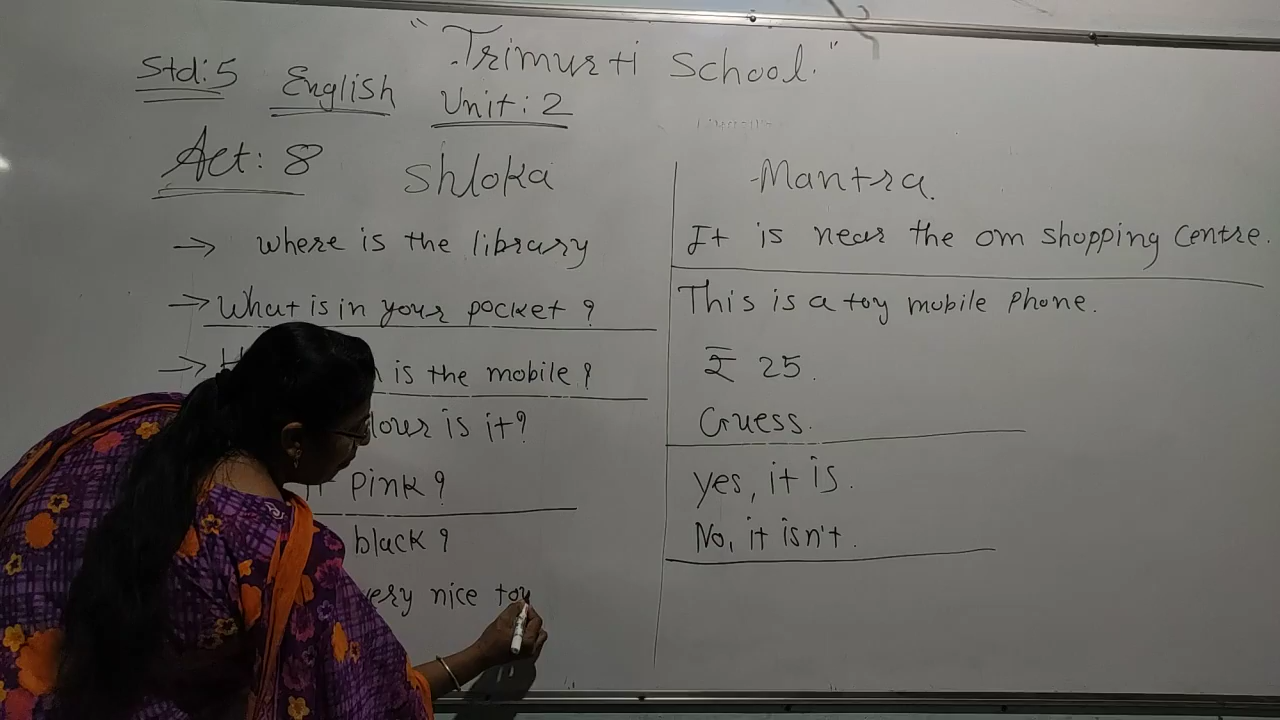 "Trimurti School."
Std:5 English Unit:2
Act: 8
Shloka
Mantra.
→ where is the library
It is near the om shopping centre.
→ What is in your pocket ?
This is a toy mobile phone.
→ is the mobile ?
₹ 25.
is it?
Guess.
Pink ?
yes, it is.
black ?
No, it isn't.
nice toy